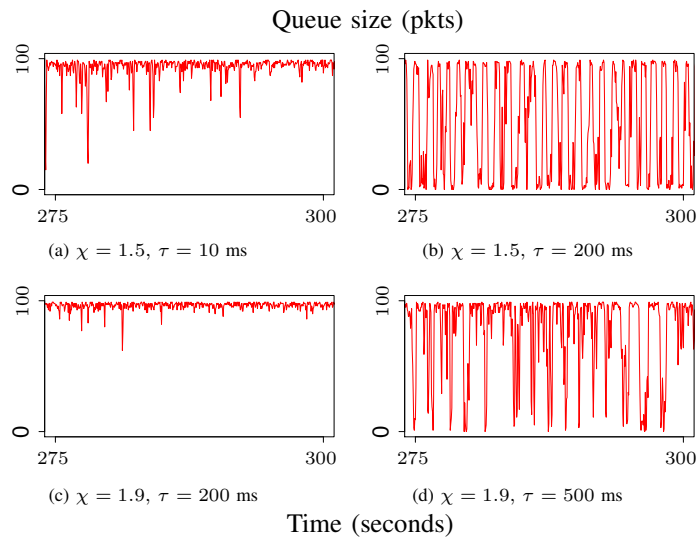 Queue size (pkts)
100
0
275 300
(a) χ = 1.5, τ = 10 ms
100
0
275 300
(b) χ = 1.5, τ = 200 ms
100
0
275 300
(c) χ = 1.9, τ = 200 ms
100
0
275 300
(d) χ = 1.9, τ = 500 ms
Time (seconds)